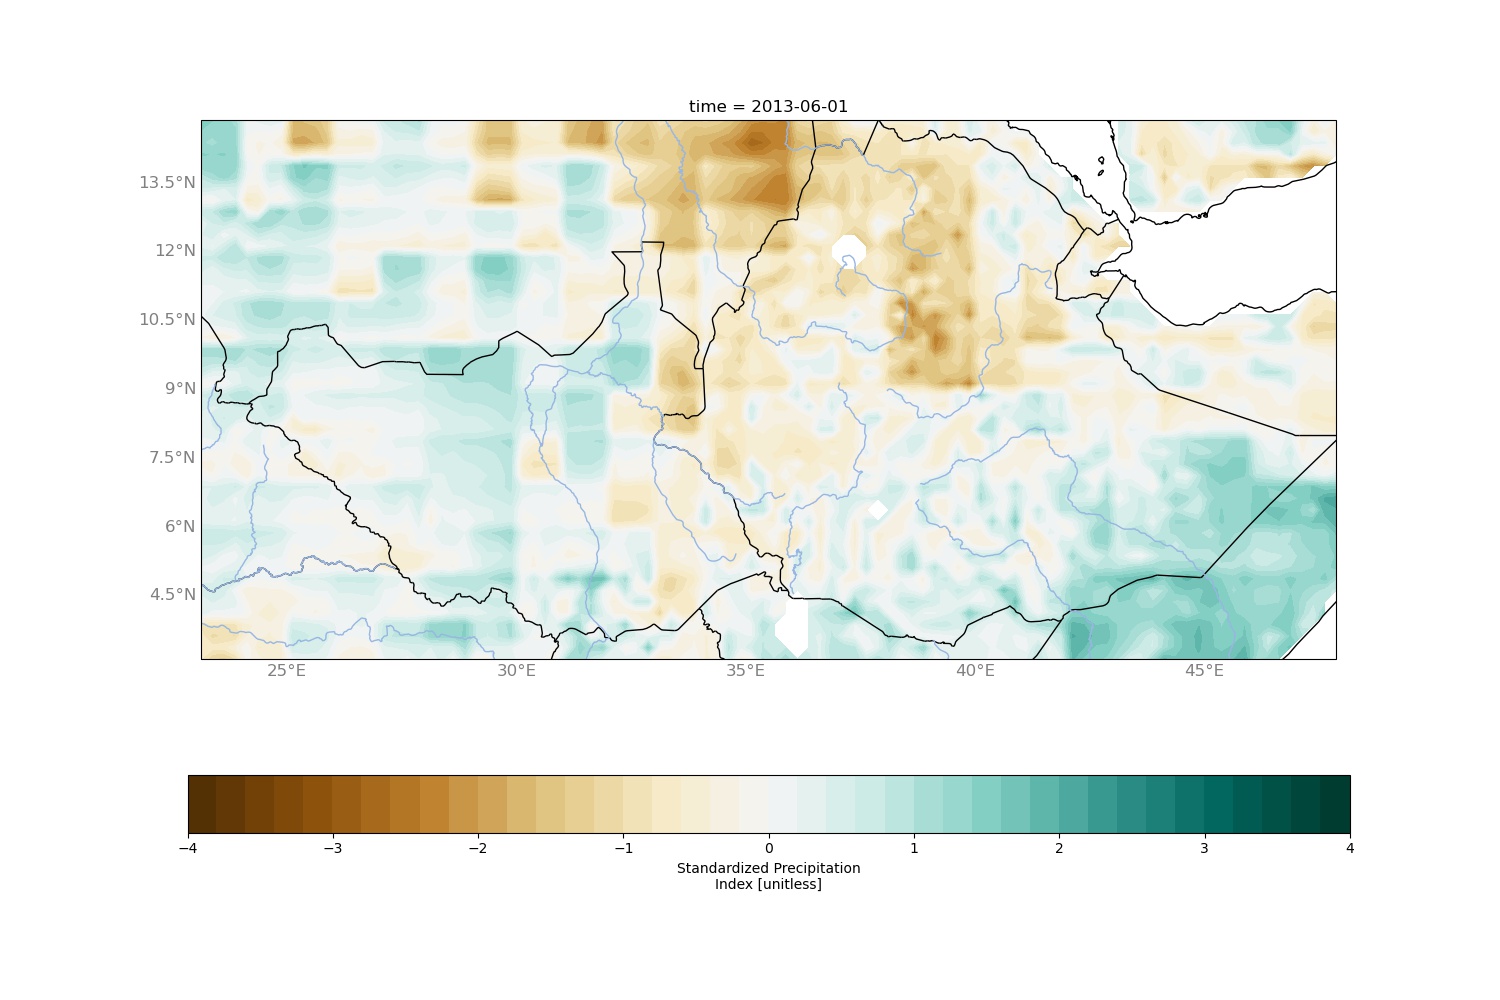 time = 2013-06-01
13.5°N
12°N
10.5°N
9°N
7.5°N
6°N
4.5°N
25°E 30°E 35°E 40°E 45°E
−4 −3 −2 −1 0 1 2 3 4
Standardized Precipitation
Index [unitless]